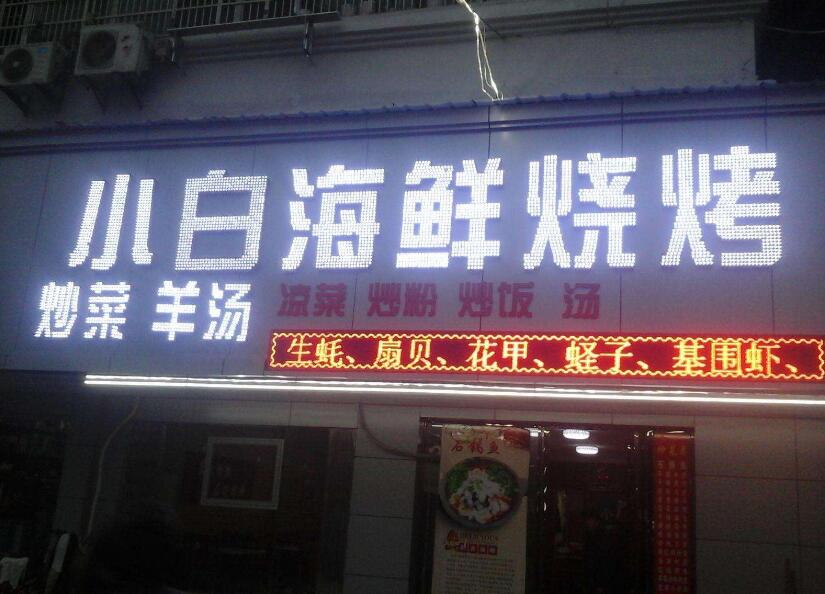 小白海鲜烧烤
炒菜 羊汤
凉菜 炒粉 炒饭 汤
生蚝、扇贝、花甲、蛏子、基围虾、
石锅鱼